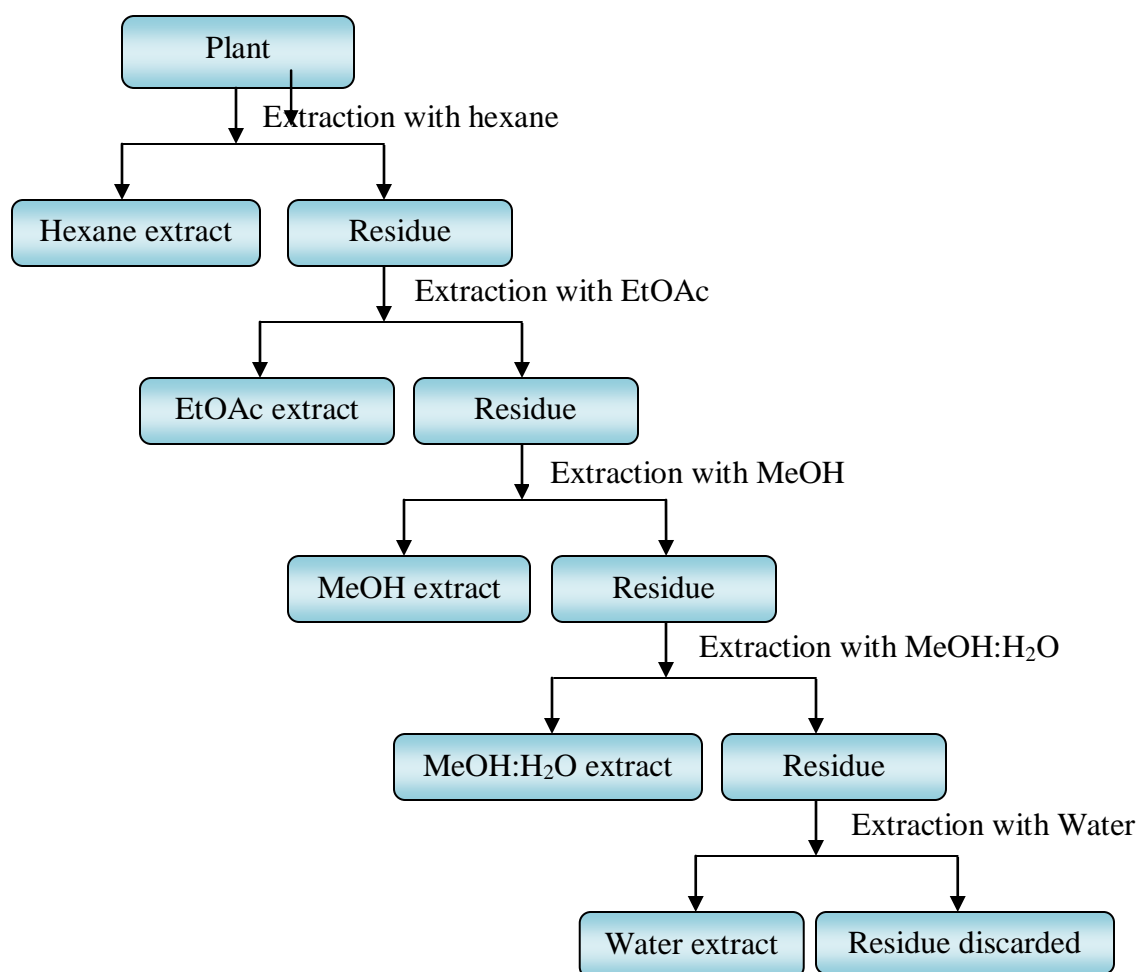 Plant
Extraction with hexane
Hexane extract
Residue
Extraction with EtOAc
EtOAc extract
Residue
Extraction with MeOH
MeOH extract
Residue
Extraction with MeOH:H₂O
MeOH:H₂O extract
Residue
Extraction with Water
Water extract
Residue discarded